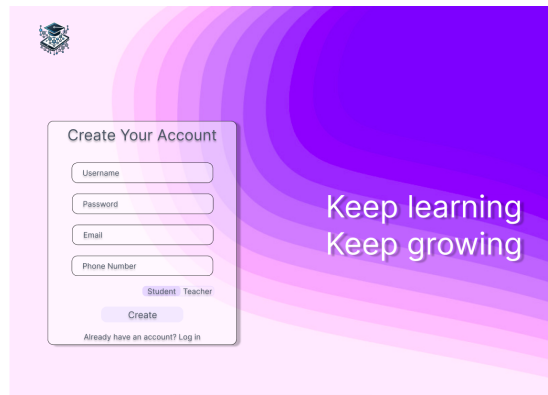 Create Your Account
Username
Password
Email
Phone Number
Student Teacher
Create
Already have an account? Log in
Keep learning
Keep growing